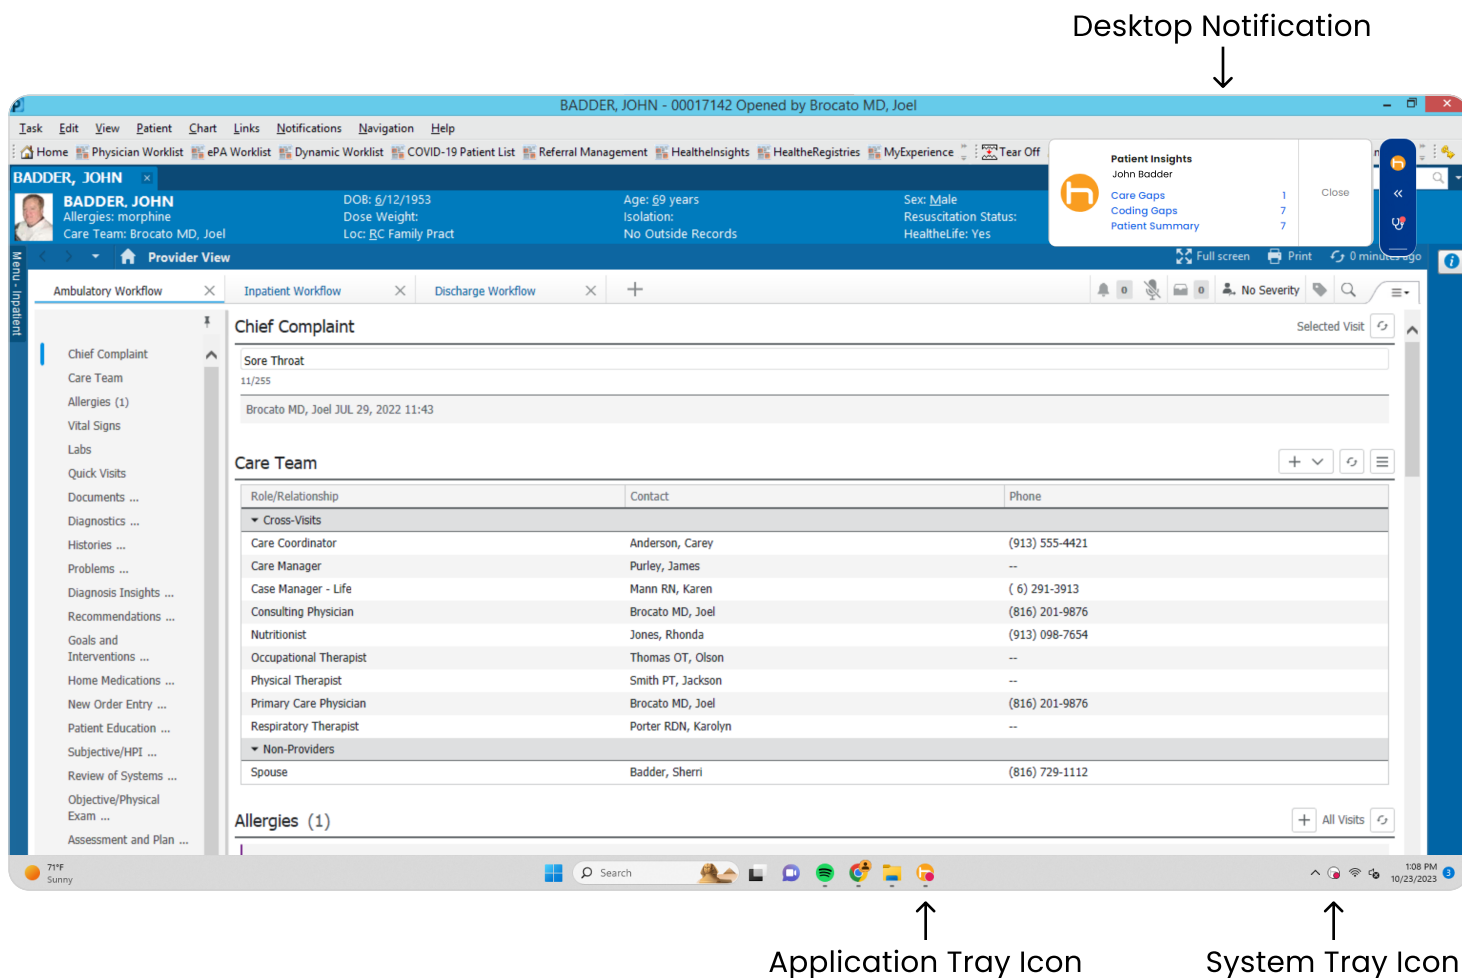 Desktop Notification
BADDER, JOHN - 00017142 Opened by Brocato MD, Joel
Task Edit View Patient Chart Links Notifications Navigation Help
Home Physician Worklist ePA Worklist Dynamic Worklist COVID-19 Patient List Referral Management HealtheInsights HealtheRegistries MyExperience Tear Off
BADDER, JOHN
BADDER, JOHN
Allergies: morphine
Care Team: Brocato MD, Joel
DOB: 6/12/1953
Dose Weight:
Loc: RC Family Pract
Age: 69 years
Isolation:
No Outside Records
Sex: Male
Resuscitation Status:
HealtheLife: Yes
Patient Insights
John Badder
Care Gaps 1
Coding Gaps 7
Patient Summary 7
Close
Menu - Inpatient
Provider View
Full screen Print 0 minutes ago
Ambulatory Workflow Inpatient Workflow Discharge Workflow
0 0 No Severity
Chief Complaint
Care Team
Allergies (1)
Vital Signs
Labs
Quick Visits
Documents ...
Diagnostics ...
Histories ...
Problems ...
Diagnosis Insights ...
Recommendations ...
Goals and
Interventions ...
Home Medications ...
New Order Entry ...
Patient Education ...
Subjective/HPI ...
Review of Systems ...
Objective/Physical
Exam ...
Assessment and Plan ...
Chief Complaint
Selected Visit
Sore Throat
11/255
Brocato MD, Joel JUL 29, 2022 11:43
Care Team
Role/Relationship Contact Phone
Cross-Visits
Care Coordinator Anderson, Carey (913) 555-4421
Care Manager Purley, James --
Case Manager - Life Mann RN, Karen ( 6) 291-3913
Consulting Physician Brocato MD, Joel (816) 201-9876
Nutritionist Jones, Rhonda (913) 098-7654
Occupational Therapist Thomas OT, Olson --
Physical Therapist Smith PT, Jackson --
Primary Care Physician Brocato MD, Joel (816) 201-9876
Respiratory Therapist Porter RDN, Karolyn --
Non-Providers
Spouse Badder, Sherri (816) 729-1112
Allergies (1)
All Visits
71°F
Sunny
Search
1:08 PM
10/23/2023
3
Application Tray Icon
System Tray Icon